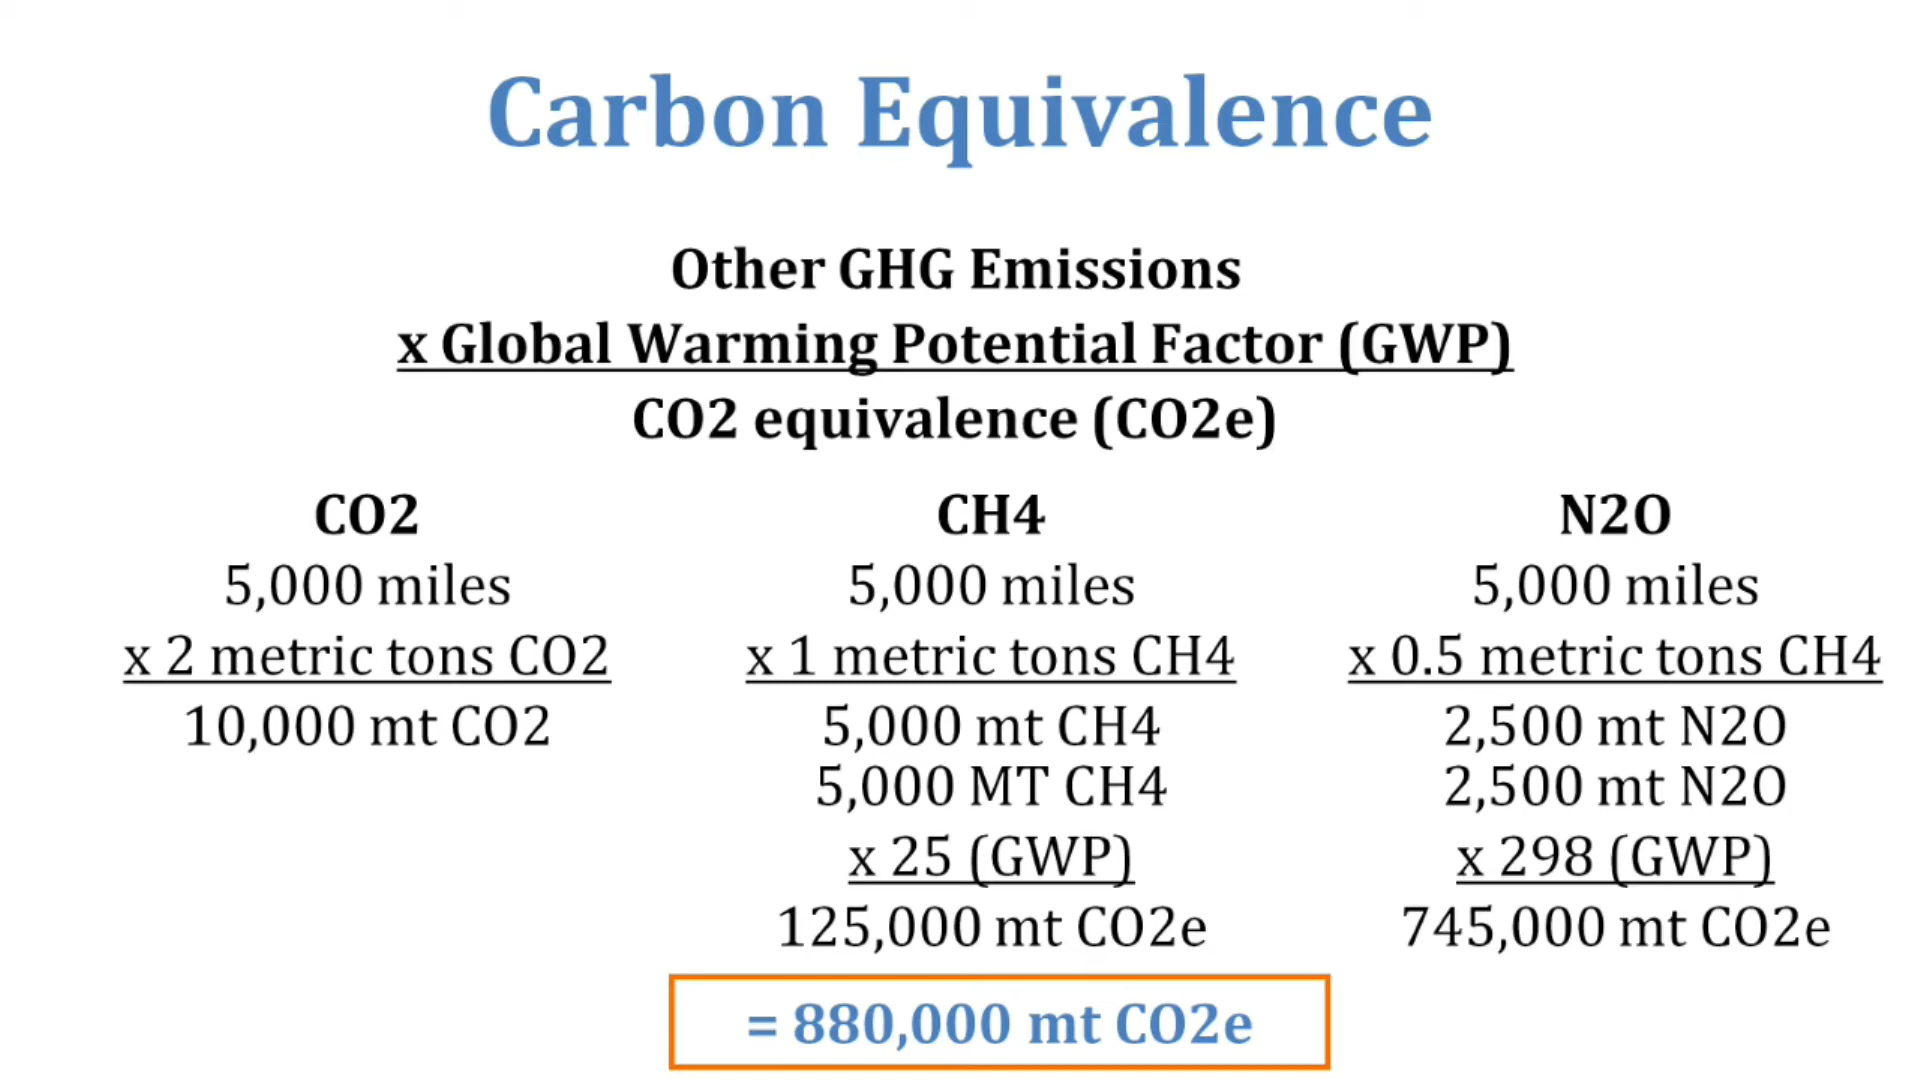 Carbon Equivalence
Other GHG Emissions
x Global Warming Potential Factor (GWP)
CO2 equivalence (CO2e)
CO2
5,000 miles
x 2 metric tons CO2
10,000 mt CO2
CH4
5,000 miles
x 1 metric tons CH4
5,000 mt CH4
5,000 MT CH4
x 25 (GWP)
125,000 mt CO2e
N2O
5,000 miles
x 0.5 metric tons CH4
2,500 mt N2O
2,500 mt N2O
x 298 (GWP)
745,000 mt CO2e
= 880,000 mt CO2e